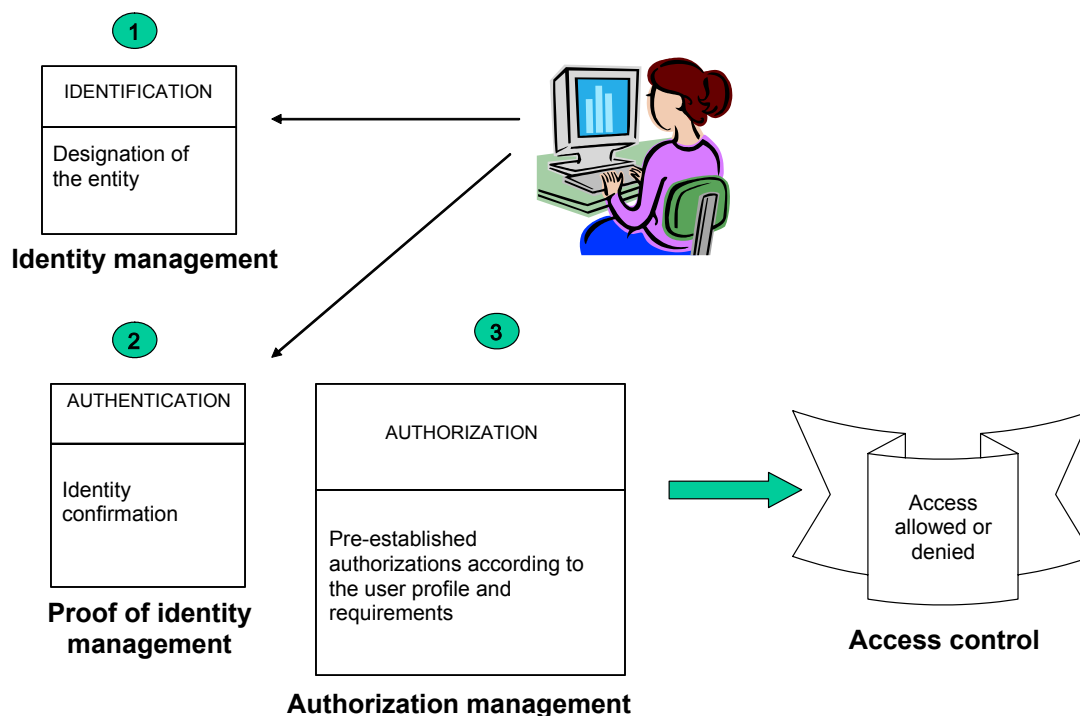 1
IDENTIFICATION
Designation of
the entity
Identity management
2
AUTHENTICATION
Identity
confirmation
Proof of identity
management
3
AUTHORIZATION
Pre-established
authorizations according to
the user profile and
requirements
Authorization management
Access
allowed or
denied
Access control